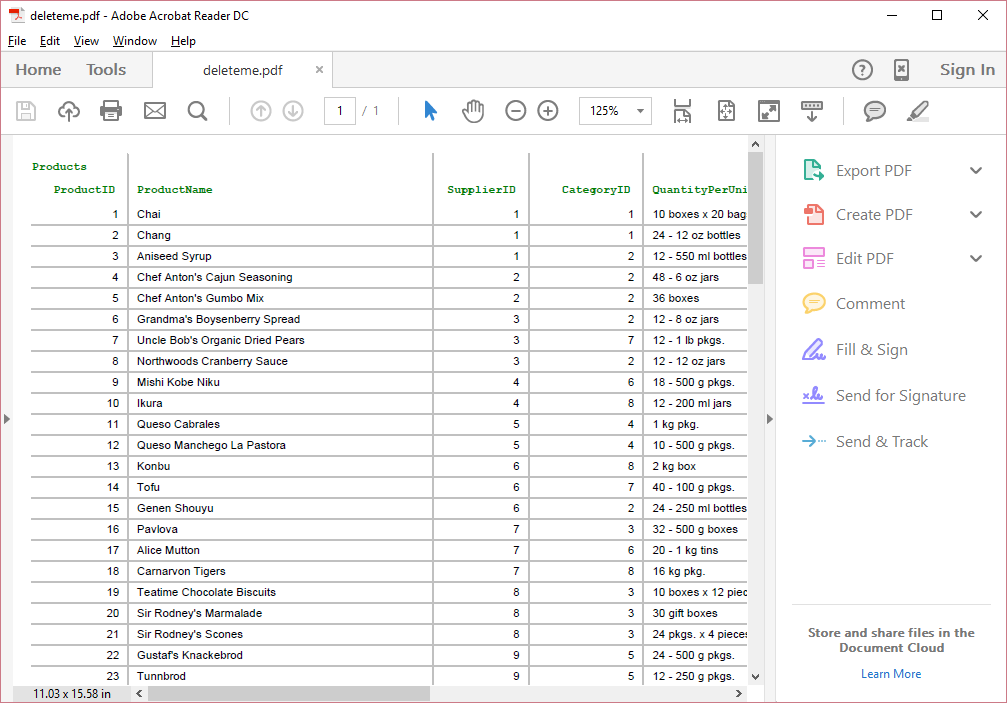 deleteme.pdf - Adobe Acrobat Reader DC
File Edit View Window Help
Home Tools deleteme.pdf × Sign In
1 / 1 125%
Products
ProductID ProductName SupplierID CategoryID QuantityPerUni
1 Chai 1 1 10 boxes x 20 bag
2 Chang 1 1 24 - 12 oz bottles
3 Aniseed Syrup 1 2 12 - 550 ml bottles
4 Chef Anton's Cajun Seasoning 2 2 48 - 6 oz jars
5 Chef Anton's Gumbo Mix 2 2 36 boxes
6 Grandma's Boysenberry Spread 3 2 12 - 8 oz jars
7 Uncle Bob's Organic Dried Pears 3 7 12 - 1 lb pkgs.
8 Northwoods Cranberry Sauce 3 2 12 - 12 oz jars
9 Mishi Kobe Niku 4 6 18 - 500 g pkgs.
10 Ikura 4 8 12 - 200 ml jars
11 Queso Cabrales 5 4 1 kg pkg.
12 Queso Manchego La Pastora 5 4 10 - 500 g pkgs.
13 Konbu 6 8 2 kg box
14 Tofu 6 7 40 - 100 g pkgs.
15 Genen Shouyu 6 2 24 - 250 ml bottles
16 Pavlova 7 3 32 - 500 g boxes
17 Alice Mutton 7 6 20 - 1 kg tins
18 Carnarvon Tigers 7 8 16 kg pkg.
19 Teatime Chocolate Biscuits 8 3 10 boxes x 12 piec
20 Sir Rodney's Marmalade 8 3 30 gift boxes
21 Sir Rodney's Scones 8 3 24 pkgs. x 4 pieces
22 Gustaf's Knackebrod 9 5 24 - 500 g pkgs.
23 Tunnbrod 9 5 12 - 250 g pkgs.
11.03 x 15.58 in
Export PDF
Create PDF
Edit PDF
Comment
Fill & Sign
Send for Signature
Send & Track
Store and share files in the
Document Cloud
Learn More